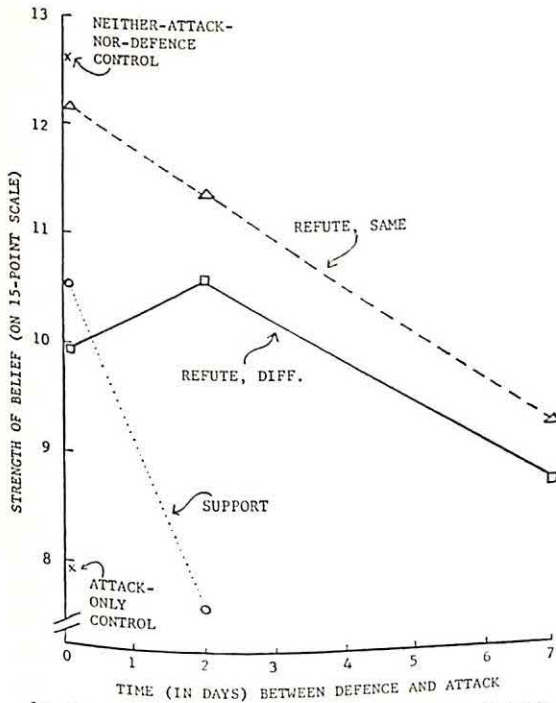 NEITHER-ATTACK-
NOR-DEFENCE
CONTROL
13
12
11
10
9
8
STRENGTH OF BELIEF (ON 15-POINT SCALE)
REFUTE, SAME
REFUTE, DIFF.
SUPPORT
ATTACK-
ONLY
CONTROL
0 1 2 3 4 5 6 7
TIME (IN DAYS) BETWEEN DEFENCE AND ATTACK